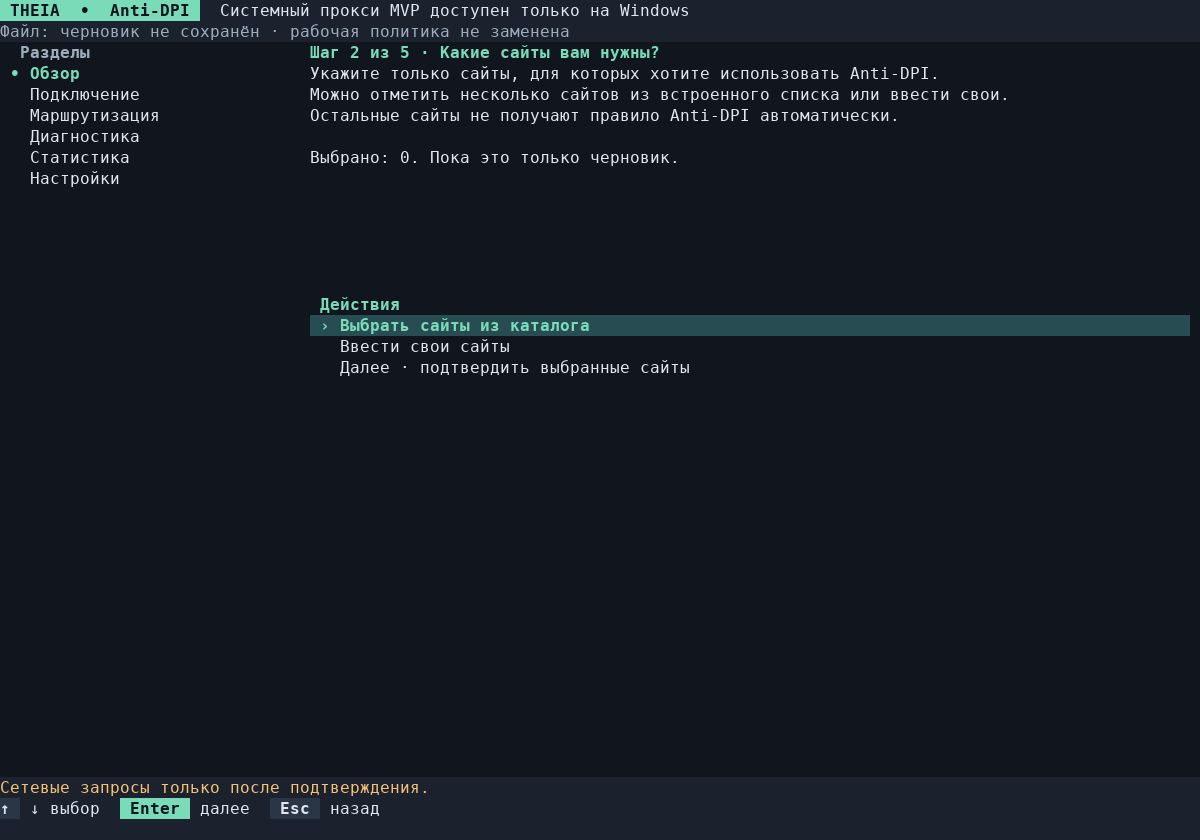 THEIA • Anti-DPI Системный прокси MVP доступен только на Windows
Файл: черновик не сохранён · рабочая политика не заменена
Разделы
• Обзор
Подключение
Маршрутизация
Диагностика
Статистика
Настройки
Шаг 2 из 5 · Какие сайты вам нужны?
Укажите только сайты, для которых хотите использовать Anti-DPI.
Можно отметить несколько сайтов из встроенного списка или ввести свои.
Остальные сайты не получают правило Anti-DPI автоматически.
Выбрано: 0. Пока это только черновик.
Действия
› Выбрать сайты из каталога
Ввести свои сайты
Далее · подтвердить выбранные сайты
Сетевые запросы только после подтверждения.
↑ ↓ выбор Enter далее Esc назад